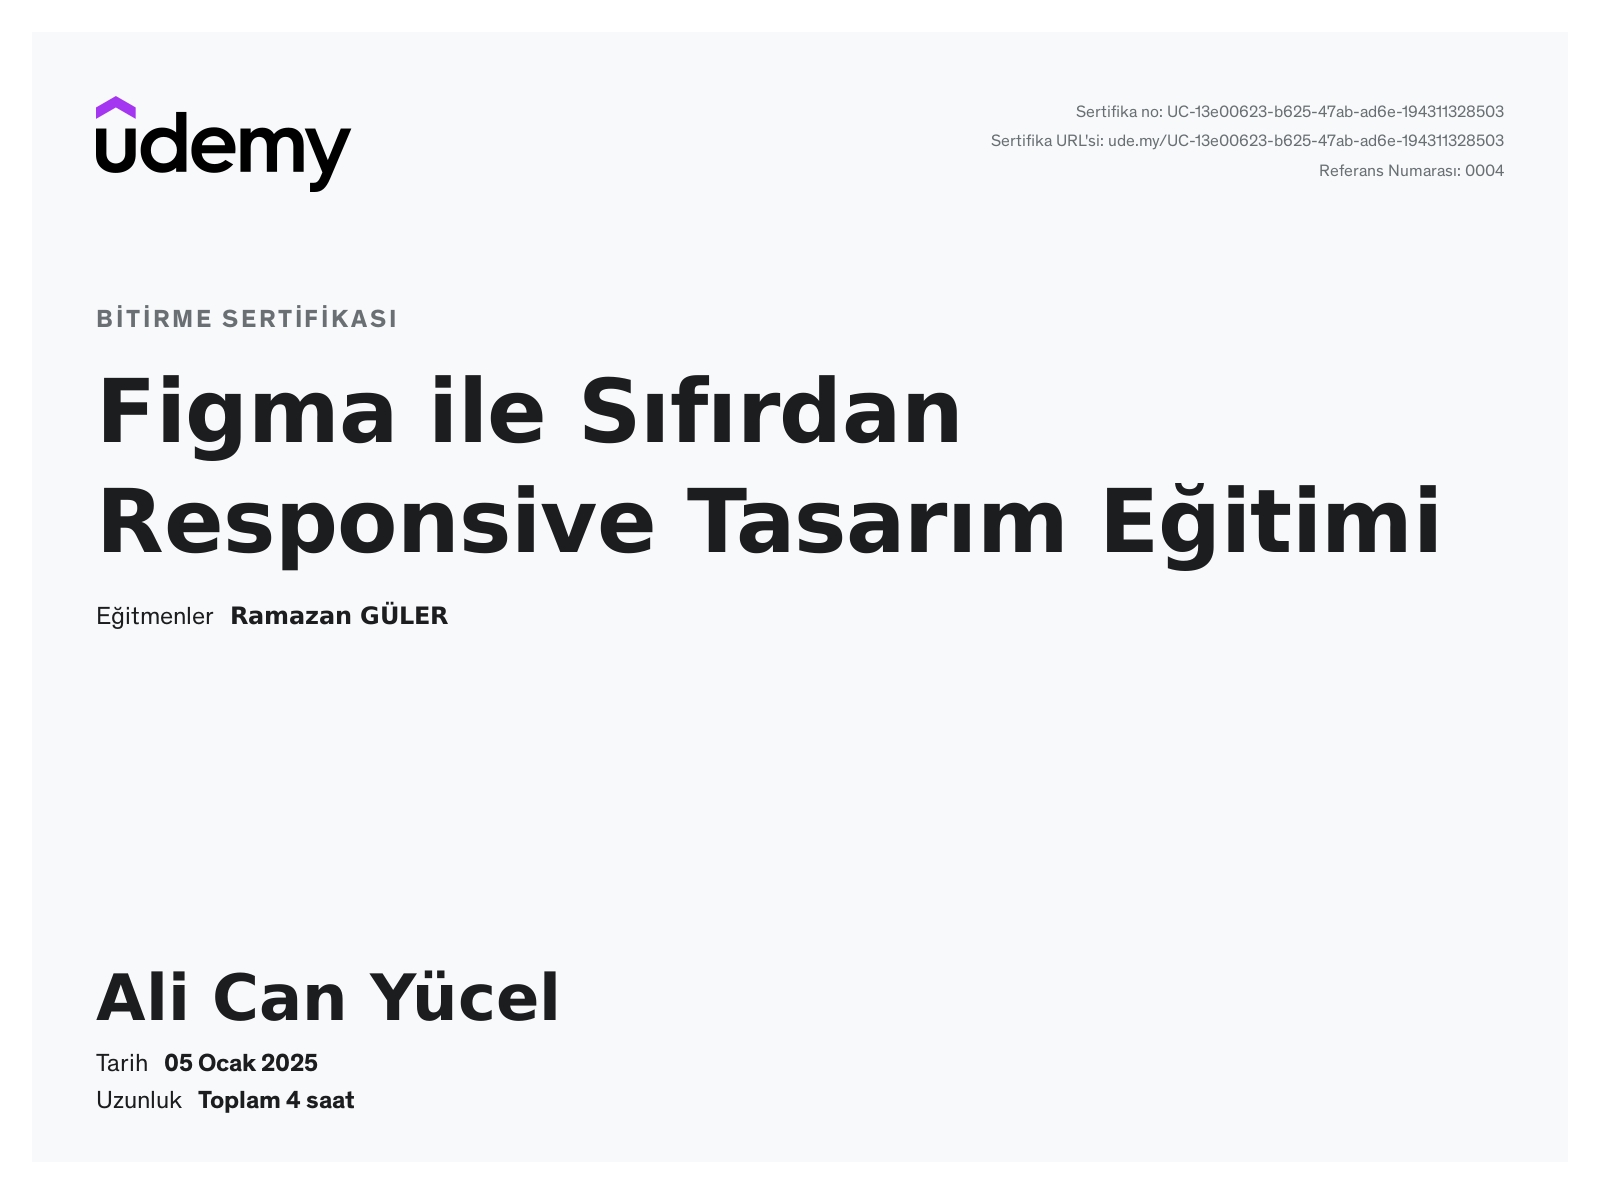 udemy
Sertifika no: UC-13e00623-b625-47ab-ad6e-194311328503
Sertifika URL'si: ude.my/UC-13e00623-b625-47ab-ad6e-194311328503
Referans Numarası: 0004
BİTİRME SERTİFİKASI
Figma ile Sıfırdan
Responsive Tasarım Eğitimi
Eğitmenler Ramazan GÜLER
Ali Can Yücel
Tarih 05 Ocak 2025
Uzunluk Toplam 4 saat